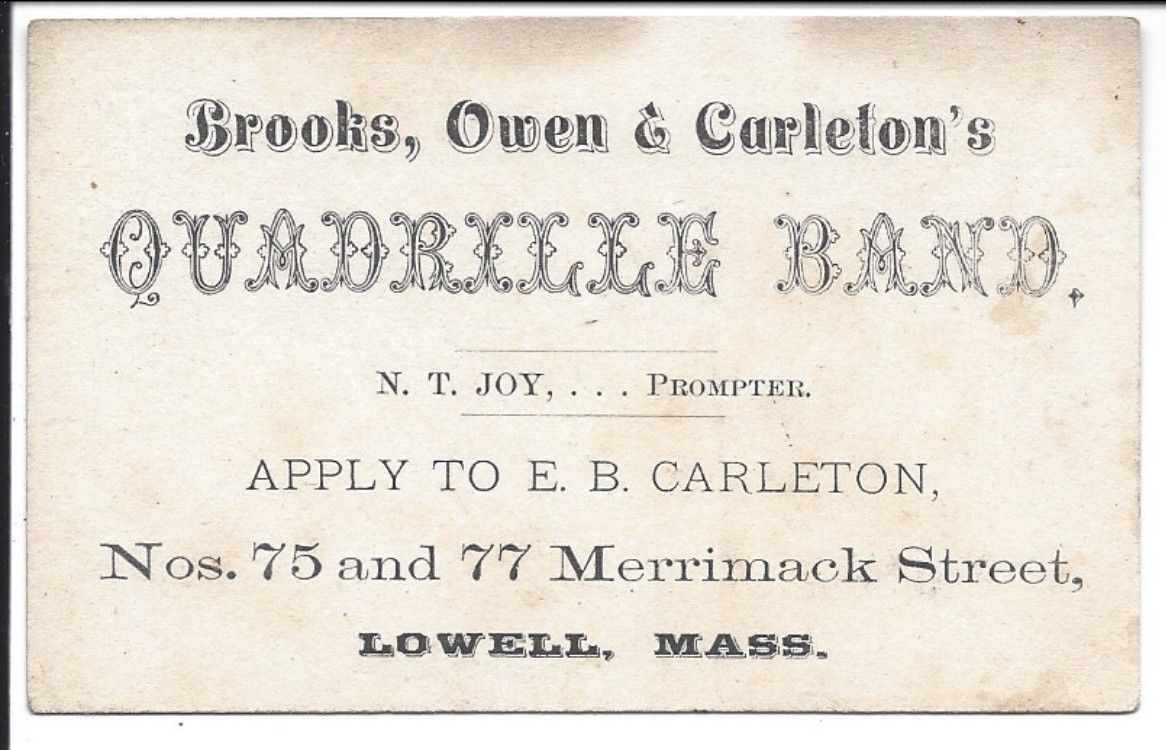 Brooks, Owen & Carleton's
QUADRILLE BAND.
N. T. JOY, . . . PROMPTER.
APPLY TO E. B. CARLETON,
Nos. 75 and 77 Merrimack Street,
LOWELL, MASS.